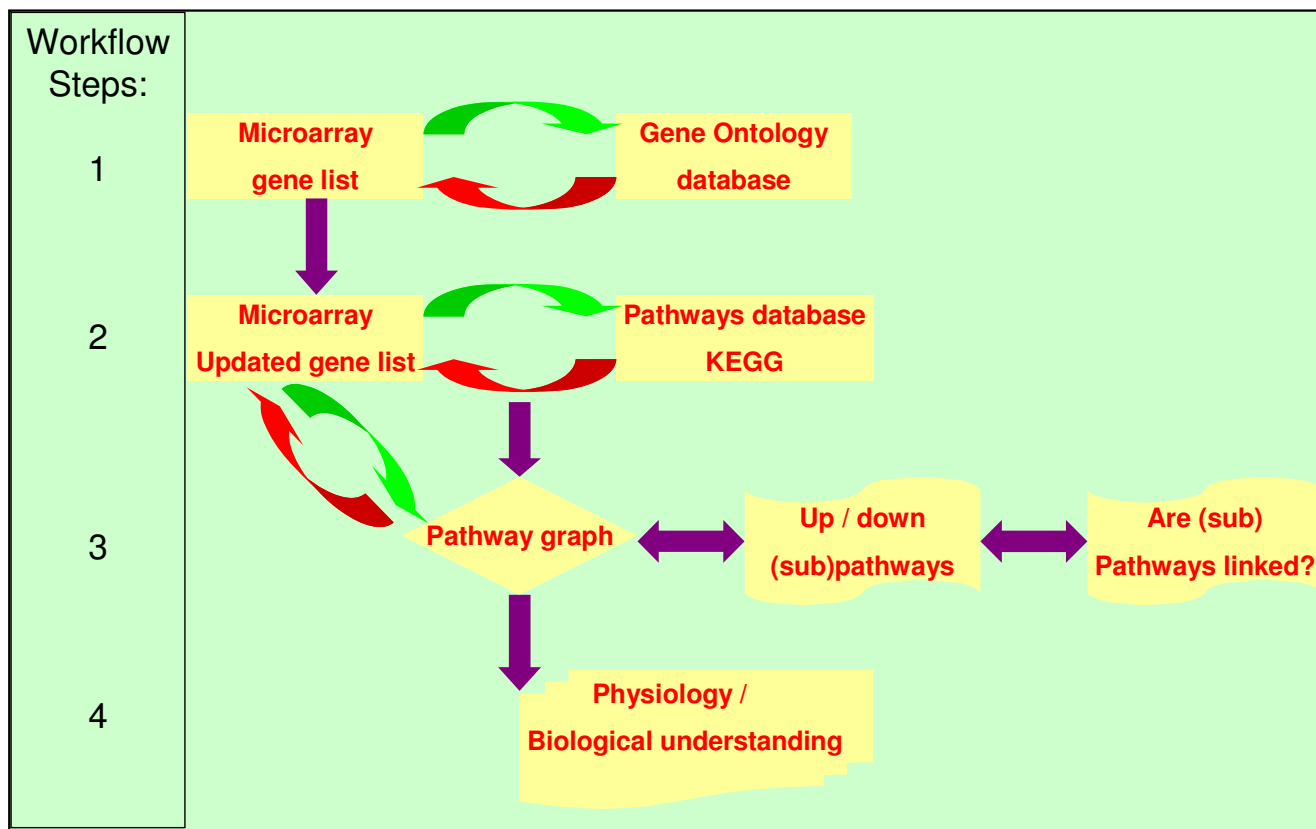 Workflow
Steps:
1
Microarray
gene list
Gene Ontology
database
2
Microarray
Updated gene list
Pathways database
KEGG
3
Pathway graph
Up / down
(sub)pathways
Are (sub)
Pathways linked?
4
Physiology /
Biological understanding